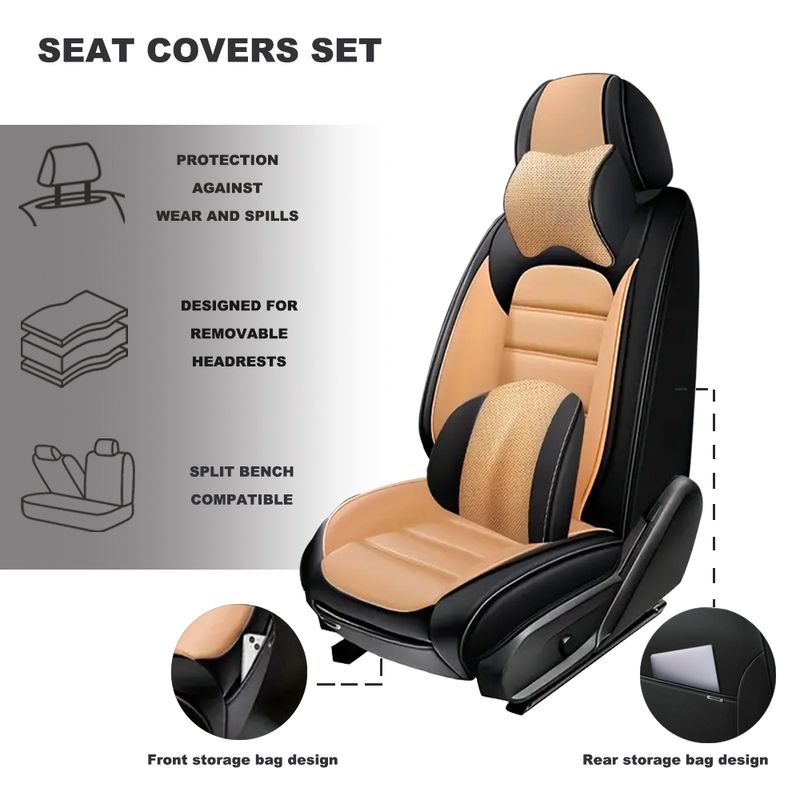 SEAT COVERS SET
PROTECTION
AGAINST
WEAR AND SPILLS
DESIGNED FOR
REMOVABLE
HEADRESTS
SPLIT BENCH
COMPATIBLE
Front storage bag design
Rear storage bag design